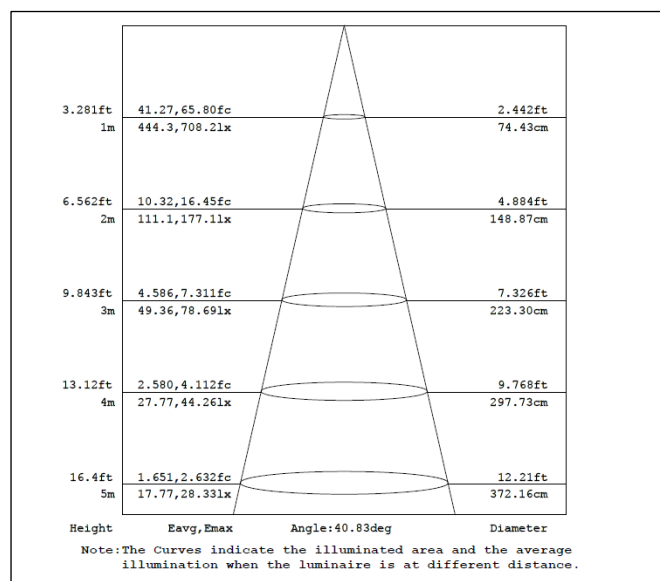 3.281ft 41.27,65.80fc 2.442ft
1m 444.3,708.2lx 74.43cm
6.562ft 10.32,16.45fc 4.884ft
2m 111.1,177.1lx 148.87cm
9.843ft 4.586,7.311fc 7.326ft
3m 49.36,78.69lx 223.30cm
13.12ft 2.580,4.112fc 9.768ft
4m 27.77,44.26lx 297.73cm
16.4ft 1.651,2.632fc 12.21ft
5m 17.77,28.33lx 372.16cm
Height Eavg,Emax Angle:40.83deg Diameter
Note:The Curves indicate the illuminated area and the average
illumination when the luminaire is at different distance.